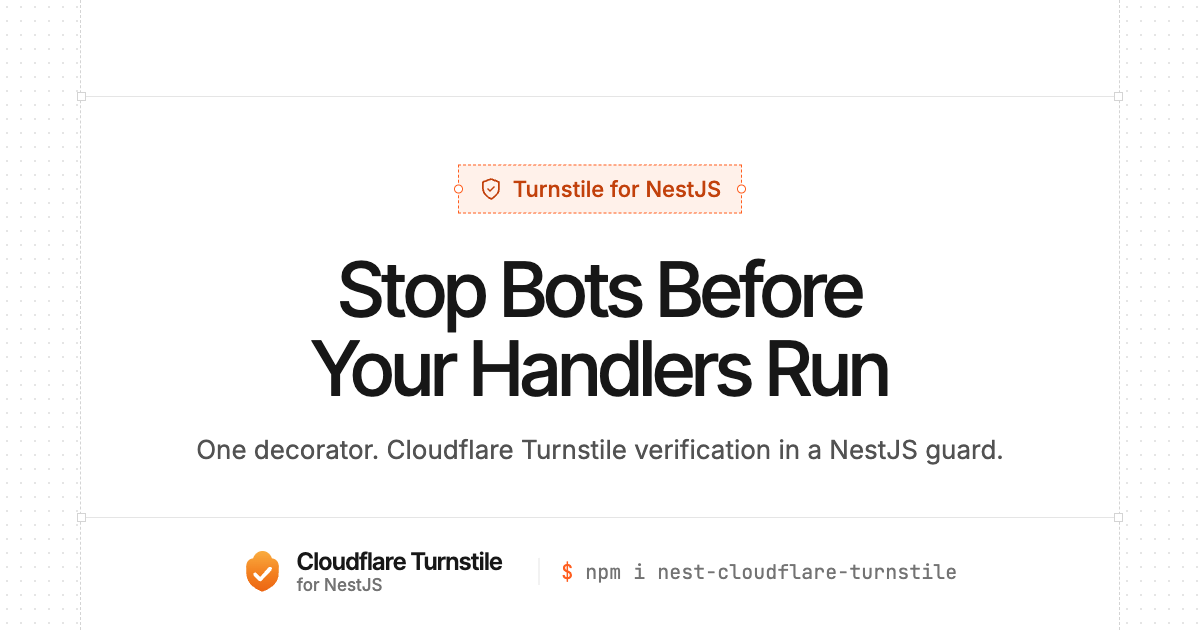 Turnstile for NestJS
Stop Bots Before
Your Handlers Run
One decorator. Cloudflare Turnstile verification in a NestJS guard.
Cloudflare Turnstile
for NestJS
$ npm i nest-cloudflare-turnstile